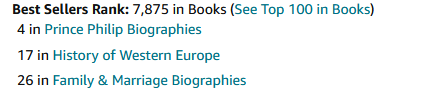 Best Sellers Rank: 7,875 in Books (See Top 100 in Books)
4 in Prince Philip Biographies
17 in History of Western Europe
26 in Family & Marriage Biographies